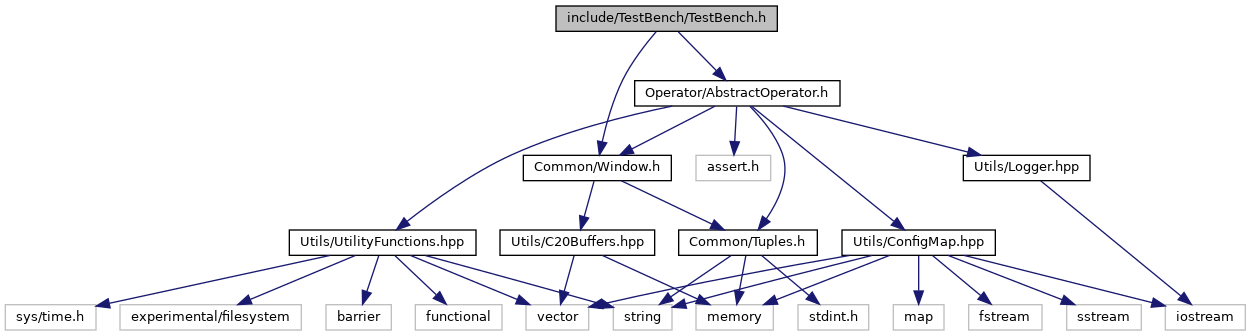 include/TestBench/TestBench.h
Operator/AbstractOperator.h
Common/Window.h
assert.h
Utils/Logger.hpp
Utils/UtilityFunctions.hpp
Utils/C20Buffers.hpp
Common/Tuples.h
Utils/ConfigMap.hpp
sys/time.h
experimental/filesystem
barrier
functional
vector
string
memory
stdint.h
map
fstream
sstream
iostream